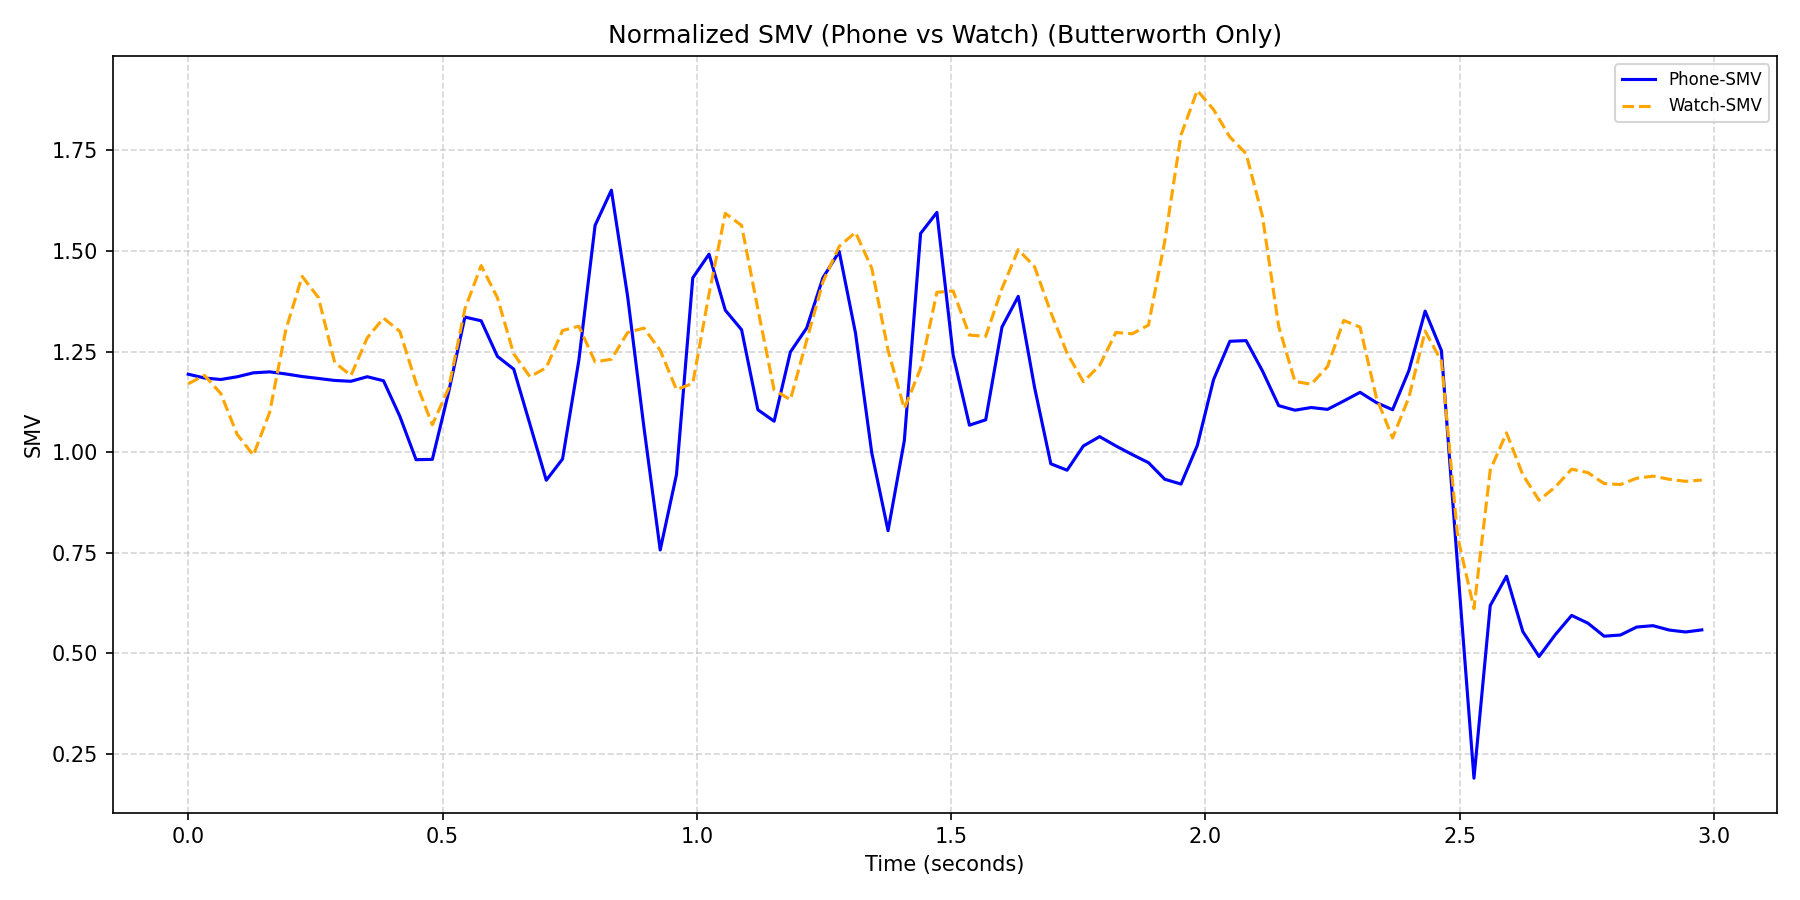 Normalized SMV (Phone vs Watch) (Butterworth Only)
Phone-SMV
Watch-SMV
1.75
1.50
1.25
1.00
0.75
0.50
0.25
SMV
0.0 0.5 1.0 1.5 2.0 2.5 3.0
Time (seconds)